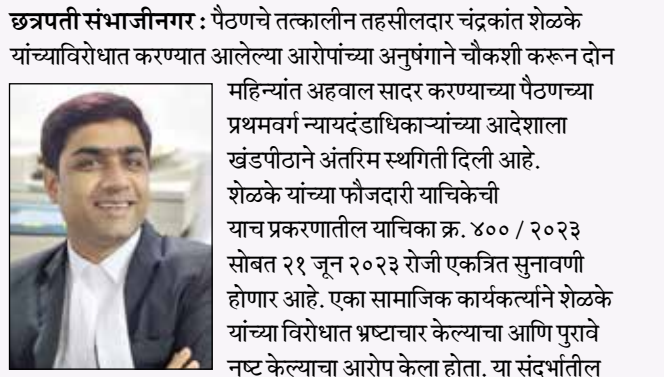 छत्रपती संभाजीनगर : पैठणचे तत्कालीन तहसीलदार चंद्रकांत शेळके
यांच्याविरोधात करण्यात आलेल्या आरोपांच्या अनुषंगाने चौकशी करून दोन
महिन्यांत अहवाल सादर करण्याच्या पैठणच्या
प्रथमवर्ग न्यायदंडाधिकाऱ्यांच्या आदेशाला
खंडपीठाने अंतरिम स्थगिती दिली आहे.
शेळके यांच्या फौजदारी याचिकेची
याच प्रकरणातील याचिका क्र. ४०० / २०२३
सोबत २१ जून २०२३ रोजी एकत्रित सुनावणी
होणार आहे. एका सामाजिक कार्यकर्त्याने शेळके
यांच्या विरोधात भ्रष्टाचार केल्याचा आणि पुरावे
नष्ट केल्याचा आरोप केला होता. या संदर्भातील